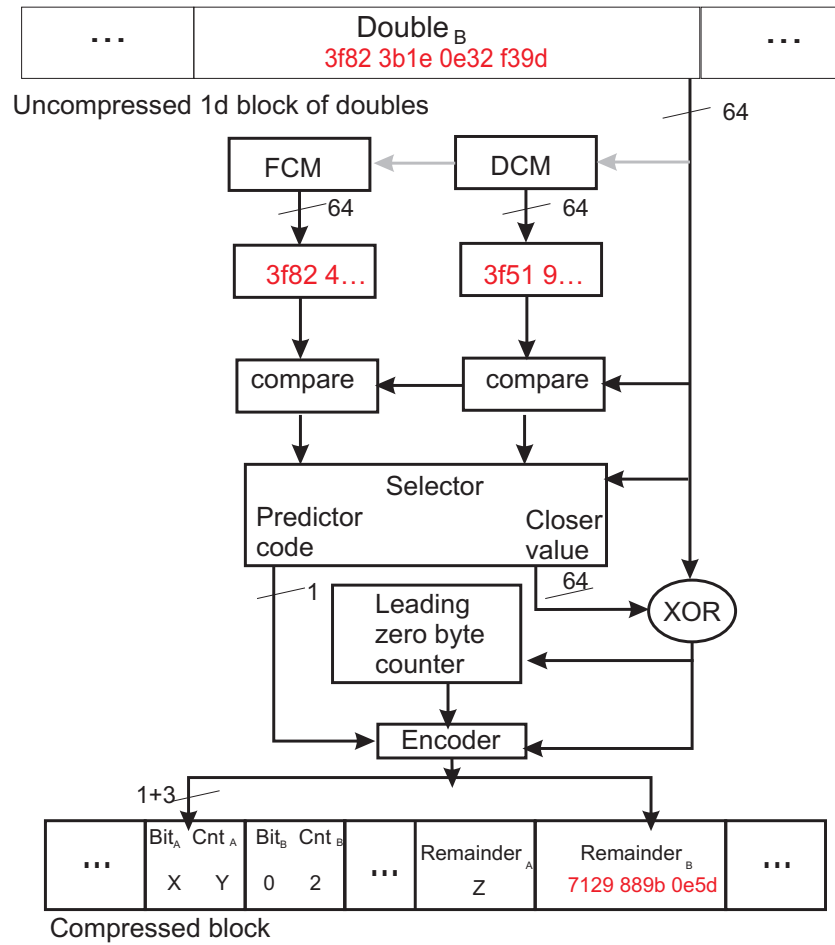 ... Double B ...
3f82 3b1e 0e32 f39d
Uncompressed 1d block of doubles
64
FCM DCM
64 64
3f82 4... 3f51 9...
compare compare
Selector
Predictor code
Closer value
1 64
XOR
Leading
zero byte
counter
Encoder
1+3
... Bit A Cnt A Bit B Cnt B ... Remainder A Remainder B ...
X Y 0 2 Z 7129 889b 0e5d
Compressed block